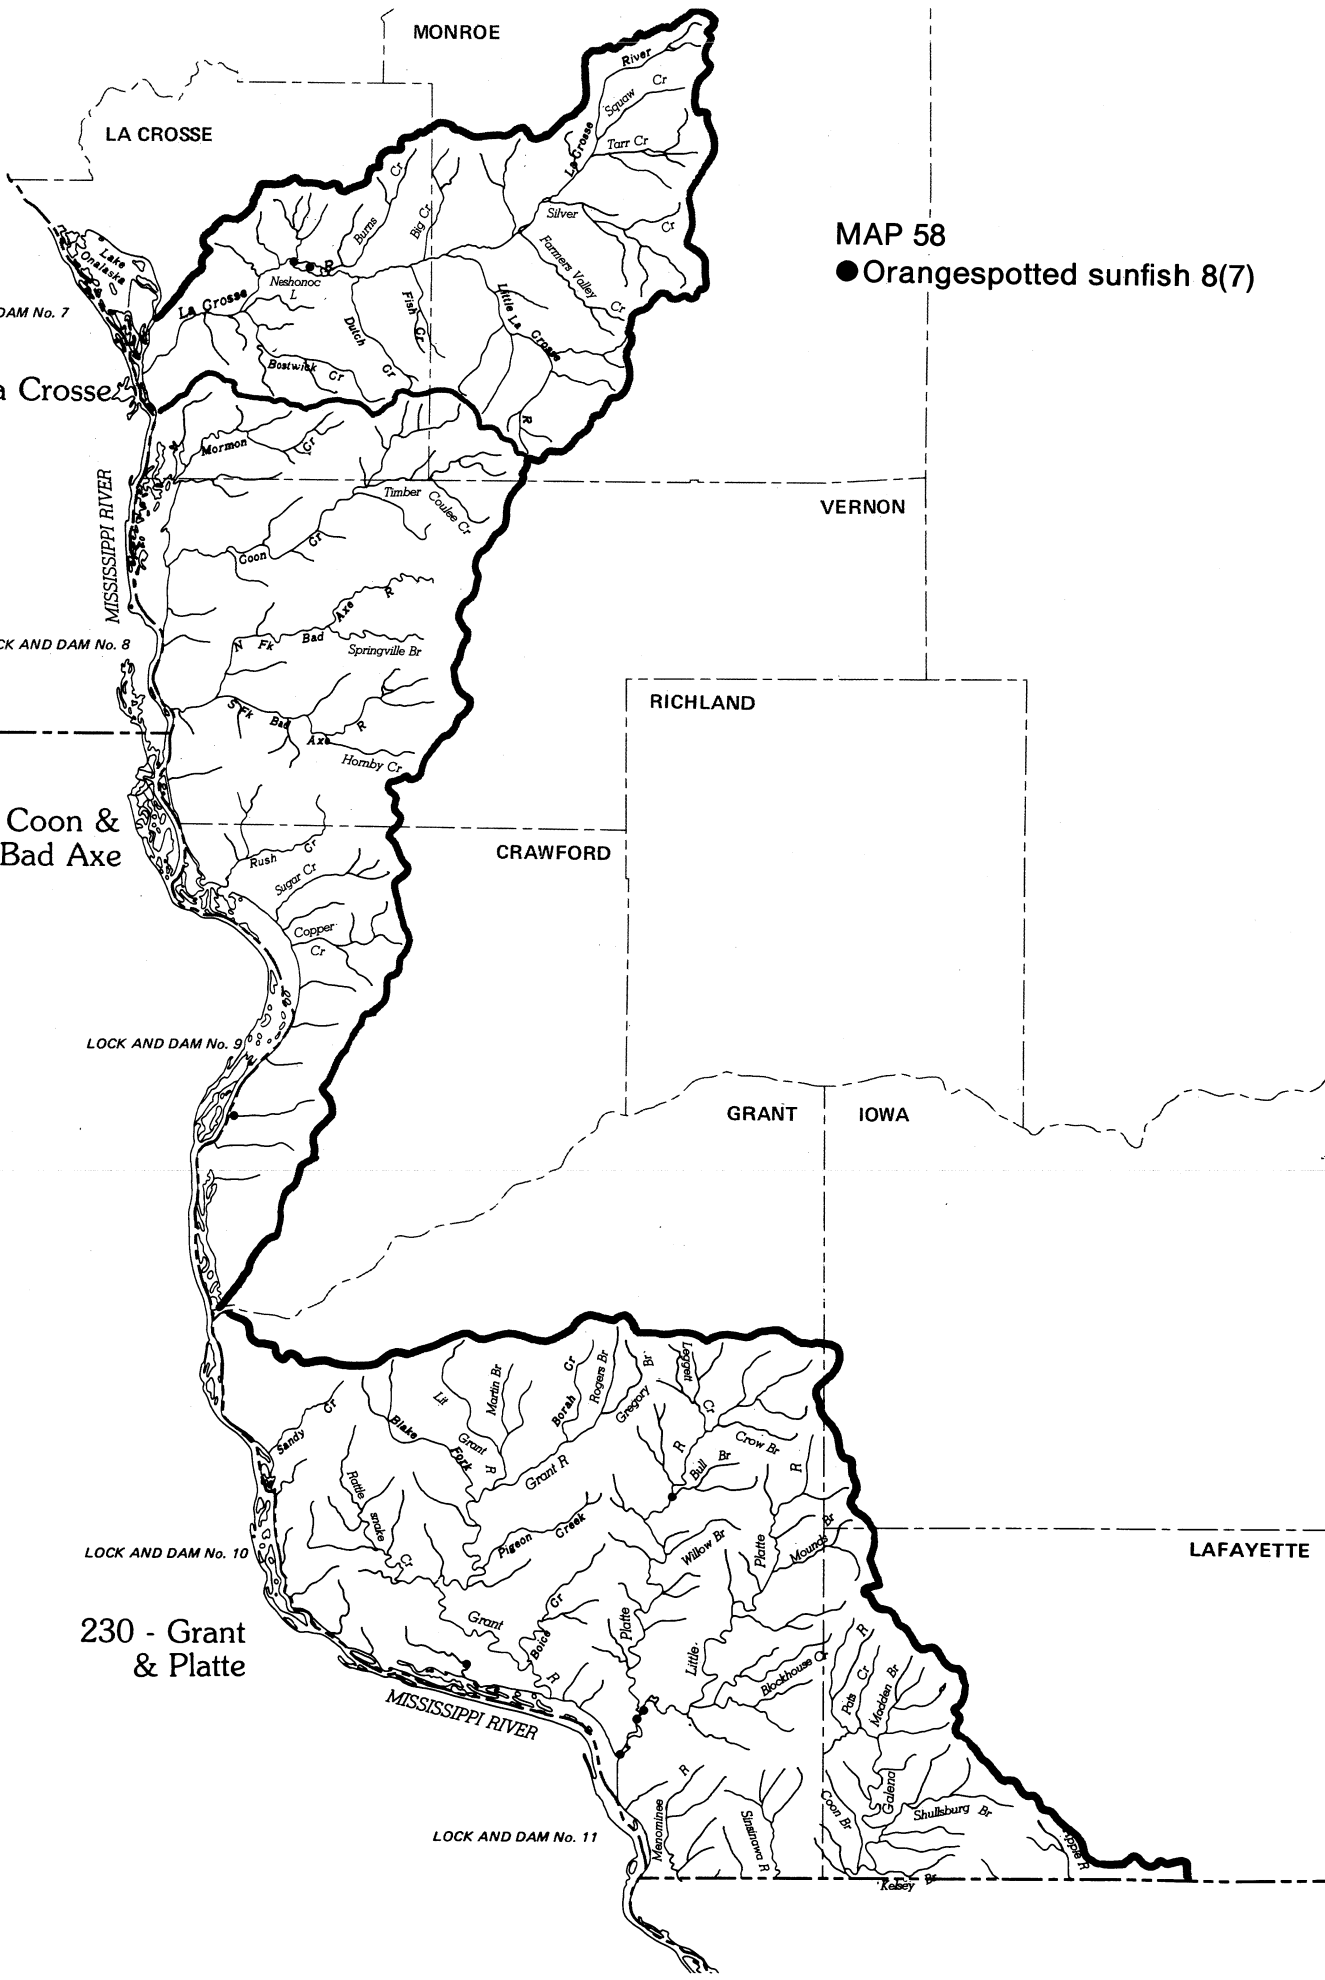 MONROE
LA CROSSE
River
Squaw Cr
La Crosse
Tarr Cr
Burns Cr
Big Cr
Silver Cr
Farmers Valley Cr
Lake
Onalaska
MAP 58
Orangespotted sunfish 8(7)
R
Neshonoc
L
La Crosse
Fish Cr
Dutch Cr
Little La Crosse R
DAM No. 7
Bostwick Cr
a Crosse
Mormon Cr
MISSISSIPPI RIVER
Timber
Coulee Cr
VERNON
Coon Cr
N Fk Bad Axe R
CK AND DAM No. 8
Springville Br
S Fk Bad Axe R
Hornby Cr
RICHLAND
Coon &
Bad Axe
CRAWFORD
Rush Cr
Sugar Cr
Copper
Cr
LOCK AND DAM No. 9
GRANT
IOWA
Sandy Cr
Blake Fork
Lit Grant R
Martin Br
Borah Cr
Rogers Br
Gregory Br
Leggett Cr
Crow Br
Bull Br
R
R
Grant R
Rattlesnake Cr
Pigeon Creek
Willow Br
Platte
Mounds Br
LOCK AND DAM No. 10
LAFAYETTE
230 - Grant
& Platte
Grant R
Boice Cr
Platte
Little
Blockhouse Cr
Pats Cr
Madden Br
R
MISSISSIPPI RIVER
Menominee R
Sinsinawa R
Coon Br
Galena
Shullsburg Br
Apple R
LOCK AND DAM No. 11
Kelsey Br